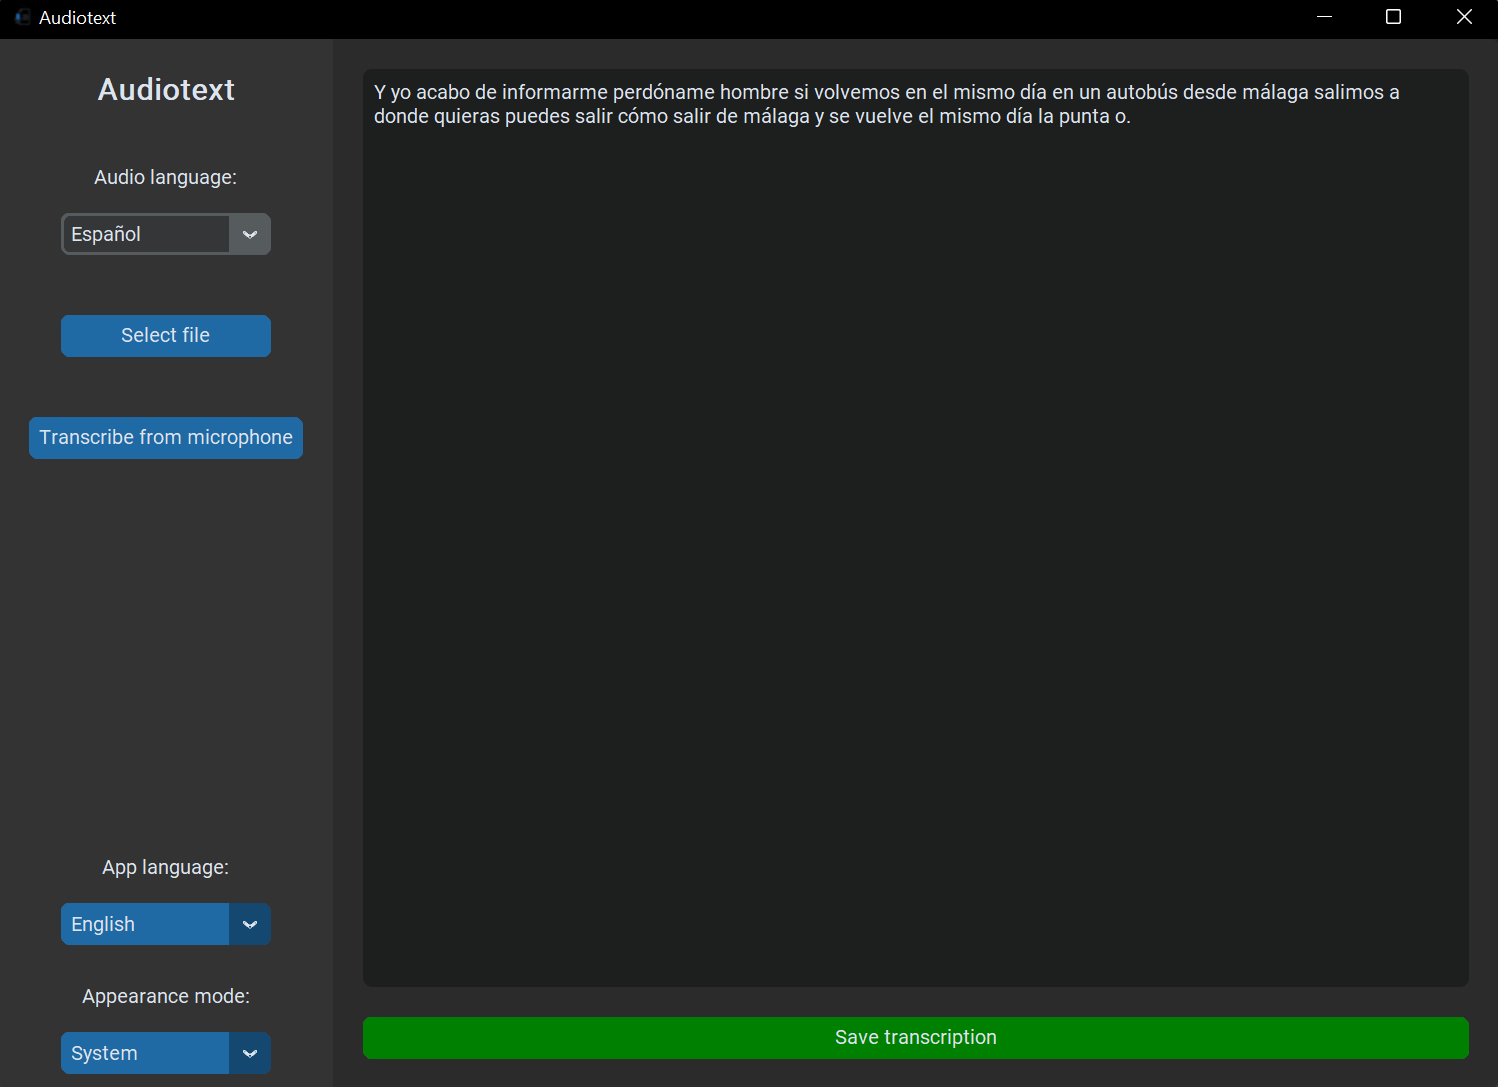 Audiotext
Audiotext
Audio language:
Español
Select file
Transcribe from microphone
App language:
English
Appearance mode:
System
Y yo acabo de informarme perdóname hombre si volvemos en el mismo día en un autobús desde málaga salimos a
donde quieras puedes salir cómo salir de málaga y se vuelve el mismo día la punta o.
Save transcription